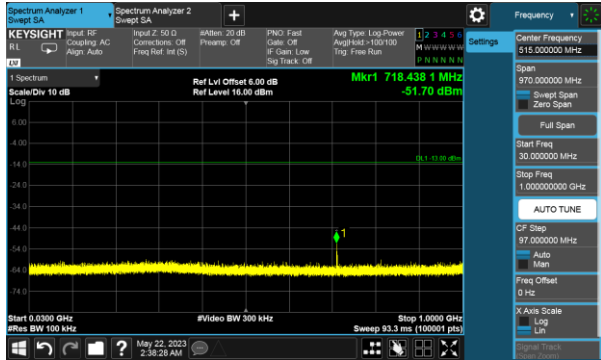 Spectrum Analyzer 1
Swept SA
Spectrum Analyzer 2
Swept SA
+
Frequency
KEYSIGHT
RL
LW
Input: RF
Coupling: AC
Align: Auto
Input Z: 50 Ω
Corrections: Off
Freq Ref: Int (S)
#Atten: 20 dB
Preamp: Off
PNO: Fast
Gate: Off
IF Gain: Low
Sig Track: Off
Avg Type: Log-Power
Avg|Hold:>100/100
Trig: Free Run
1 2 3 4 5 6
M W W W W W
P N N N N N
1 Spectrum
Scale/Div 10 dB
Log
Ref Lvl Offset 6.00 dB
Ref Level 16.00 dBm
Mkr1 718.438 1 MHz
-51.70 dBm
6.00
-4.00
-14.0
DL1 -13.00 dBm
-24.0
-34.0
-44.0
1
-54.0
-64.0
-74.0
Start 0.0300 GHz
#Res BW 100 kHz
#Video BW 300 kHz
Stop 1.0000 GHz
Sweep 93.3 ms (100001 pts)
?
May 22, 2023
2:38:28 AM
Settings
Center Frequency
515.000000 MHz
Span
970.000000 MHz
Swept Span
Zero Span
Full Span
Start Freq
30.000000 MHz
Stop Freq
1.000000000 GHz
AUTO TUNE
CF Step
97.000000 MHz
Auto
Man
Freq Offset
0 Hz
X Axis Scale
Log
Lin
Signal Track
(Span Zoom)